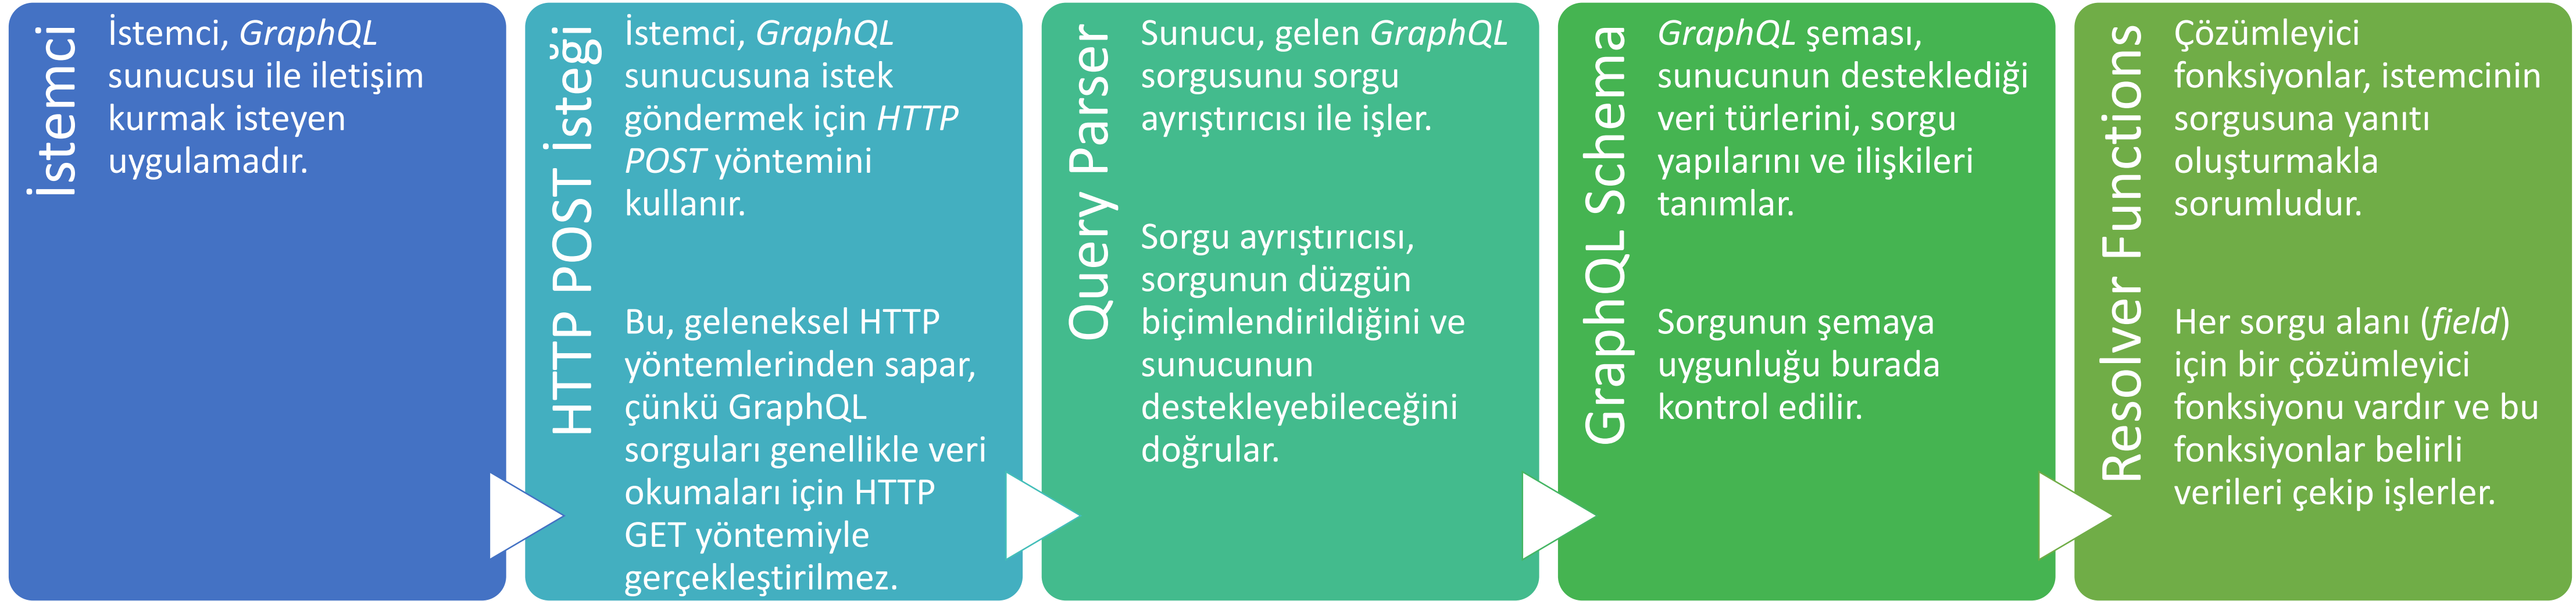 İstemci
İstemci, GraphQL
sunucusu ile iletişim
kurmak isteyen
uygulamadır.
HTTP POST İsteği
İstemci, GraphQL
sunucusuna istek
göndermek için HTTP
POST yöntemini
kullanır.
Bu, geleneksel HTTP
yöntemlerinden sapar,
çünkü GraphQL
sorguları genellikle veri
okumaları için HTTP
GET yöntemiyle
gerçekleştirilmez.
Query Parser
Sunucu, gelen GraphQL
sorgusunu sorgu
ayrıştırıcısı ile işler.
Sorgu ayrıştırıcısı,
sorgunun düzgün
biçimlendirildiğini ve
sunucunun
destekleyebileceğini
doğrular.
GraphQL Schema
GraphQL şeması,
sunucunun desteklediği
veri türlerini, sorgu
yapılarını ve ilişkileri
tanımlar.
Sorgunun şemaya
uygunluğu burada
kontrol edilir.
Resolver Functions
Çözümleyici
fonksiyonlar, istemcinin
sorgusuna yanıtı
oluşturmakla
sorumludur.
Her sorgu alanı (field)
için bir çözümleyici
fonksiyonu vardır ve bu
fonksiyonlar belirli
verileri çekip işlerler.